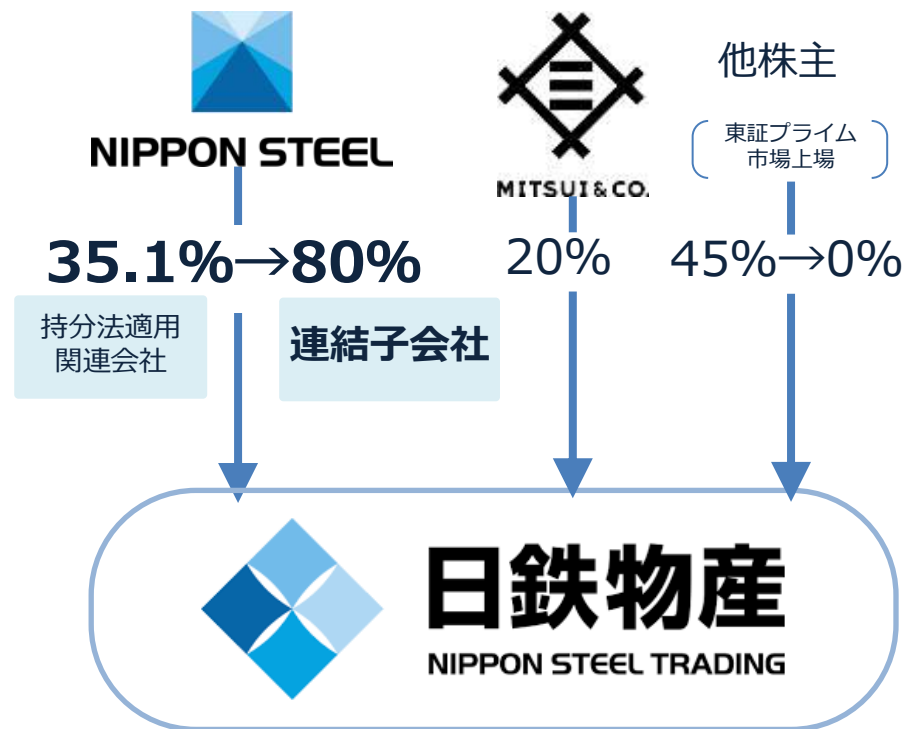 NIPPON STEEL
MITSUI & CO.
他株主
東証プライム
市場上場
35.1%→80%
20%
45%→0%
持分法適用
関連会社
連結子会社
日鉄物産
NIPPON STEEL TRADING